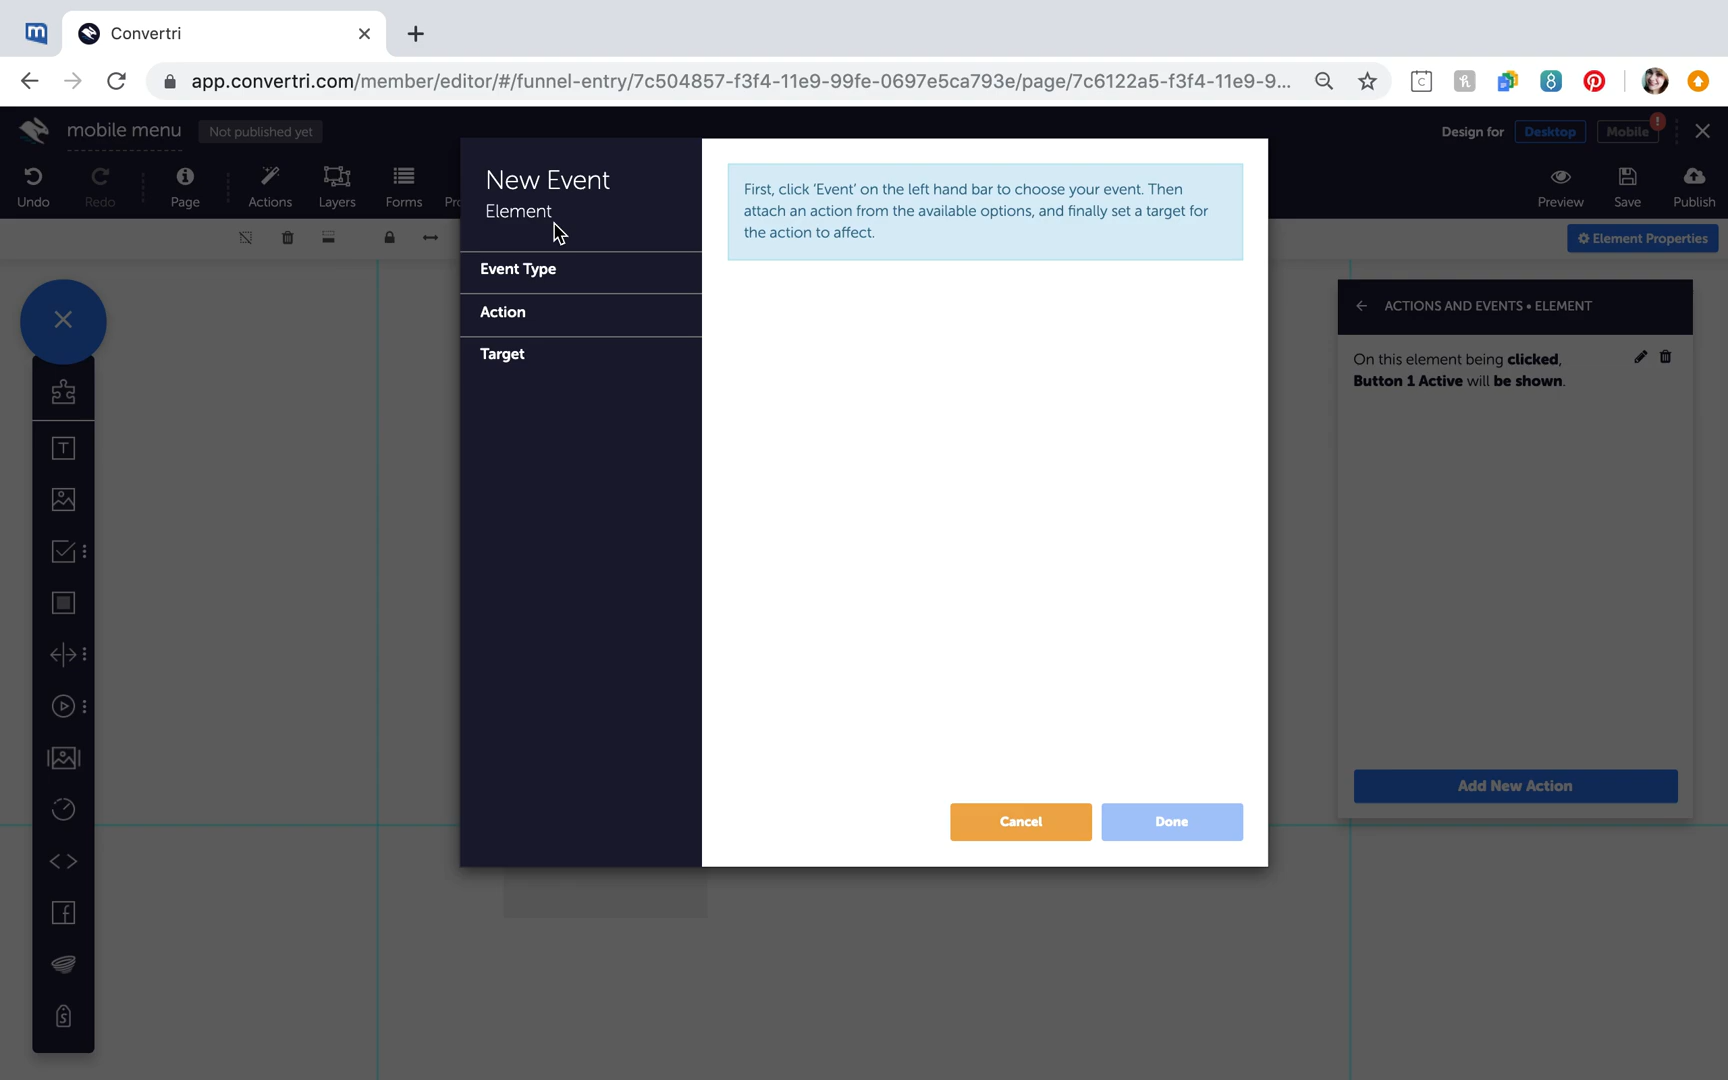 Convertri
app.convertri.com/member/editor/#/funnel-entry/7c504857-f3f4-11e9-99fe-0697e5ca793e/page/7c6122a5-f3f4-11e9-9...
mobile menu
Not published yet
Design for
Desktop
Mobile
!
Undo
Redo
Page
Actions
Layers
Forms
Pro
Preview
Save
Publish
Element Properties
New Event
Element
Event Type
Action
Target
First, click ‘Event’ on the left hand bar to choose your event. Then
attach an action from the available options, and finally set a target for
the action to affect.
Cancel
Done
ACTIONS AND EVENTS • ELEMENT
On this element being clicked,
Button 1 Active will be shown.
Add New Action